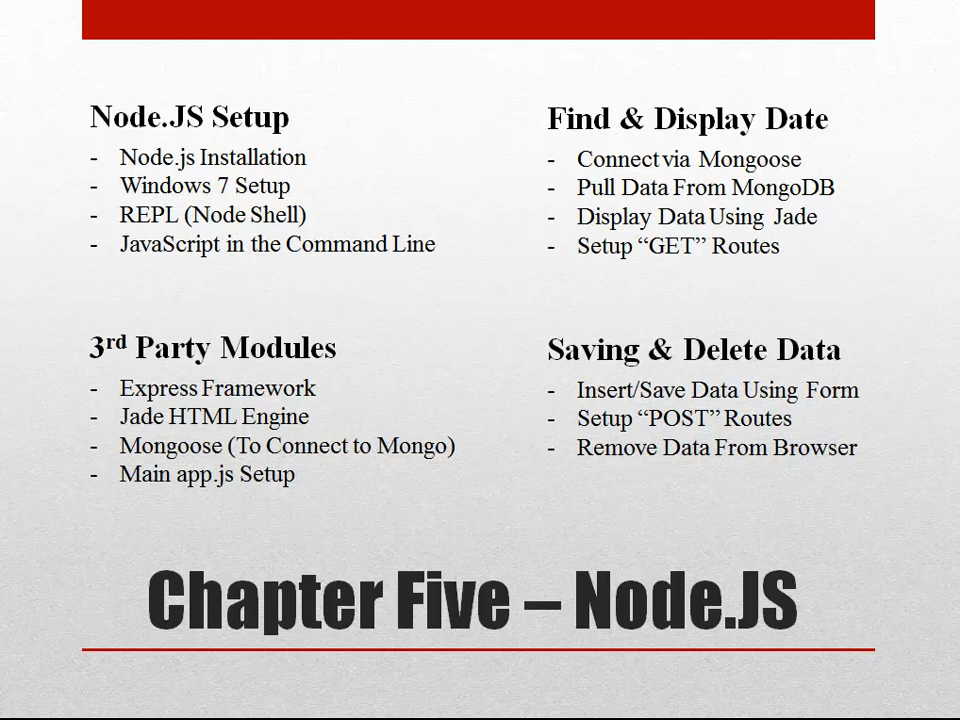 Node.JS Setup
- Node.js Installation
- Windows 7 Setup
- REPL (Node Shell)
- JavaScript in the Command Line
Find & Display Date
- Connect via Mongoose
- Pull Data From MongoDB
- Display Data Using Jade
- Setup “GET” Routes
3rd Party Modules
- Express Framework
- Jade HTML Engine
- Mongoose (To Connect to Mongo)
- Main app.js Setup
Saving & Delete Data
- Insert/Save Data Using Form
- Setup “POST” Routes
- Remove Data From Browser
Chapter Five – Node.JS